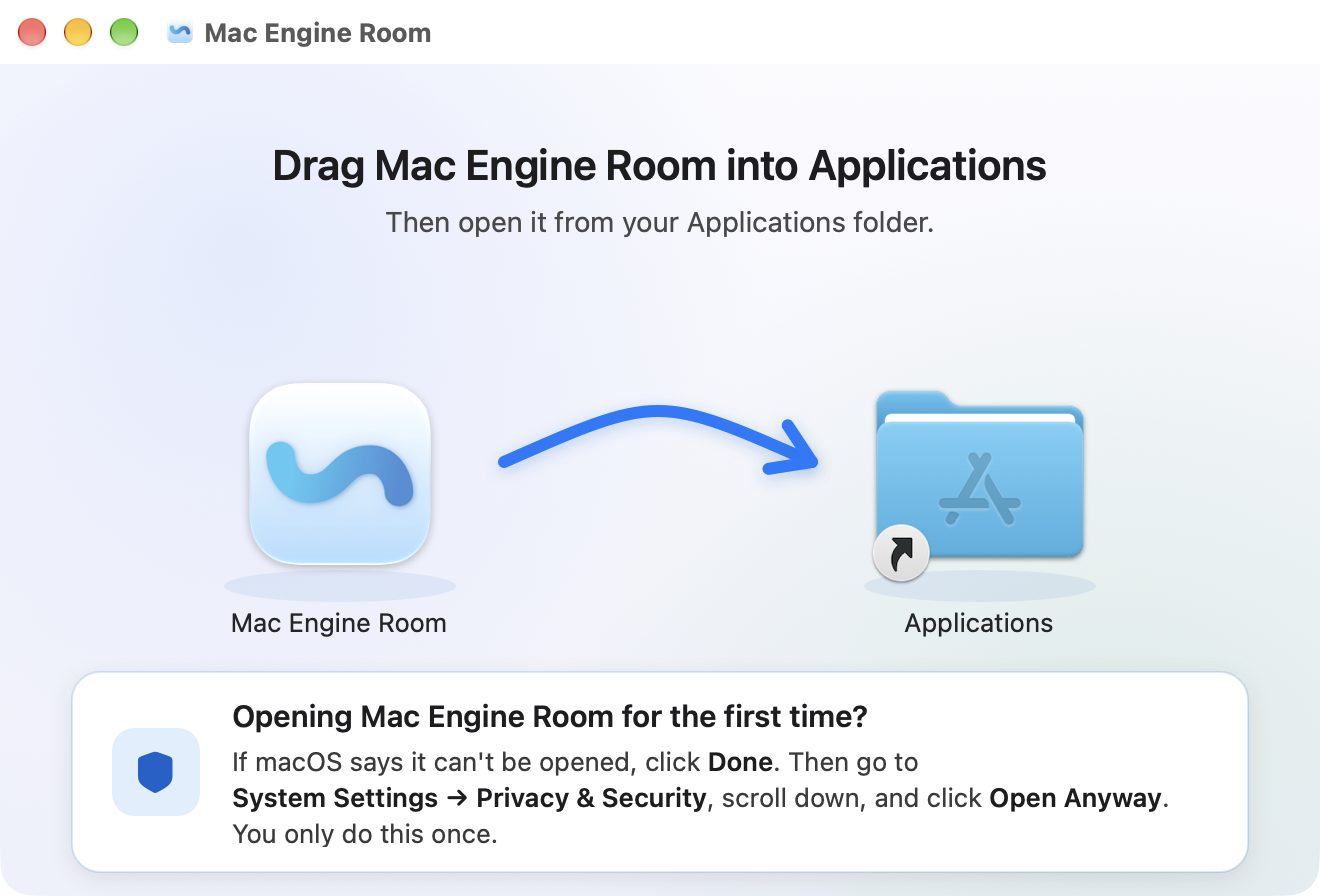 Mac Engine Room
Drag Mac Engine Room into Applications
Then open it from your Applications folder.
Mac Engine Room
Applications
Opening Mac Engine Room for the first time?
If macOS says it can't be opened, click Done. Then go to
System Settings → Privacy & Security, scroll down, and click Open Anyway.
You only do this once.